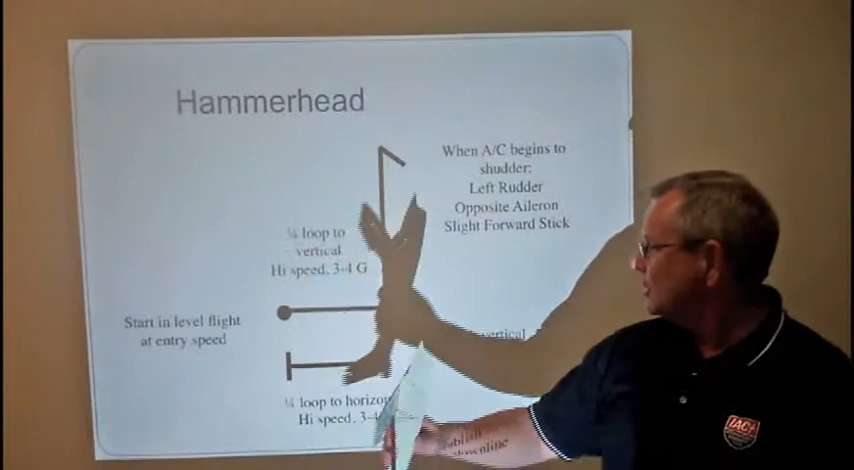 Hammerhead
When A/C begins to
shudder:
Left Rudder
Opposite Aileron
Slight Forward Stick
¼ loop to
vertical
Hi speed, 3-4 G
Start in level flight
at entry speed
vertical
¼ loop to
Hi speed, 3-4
IAC